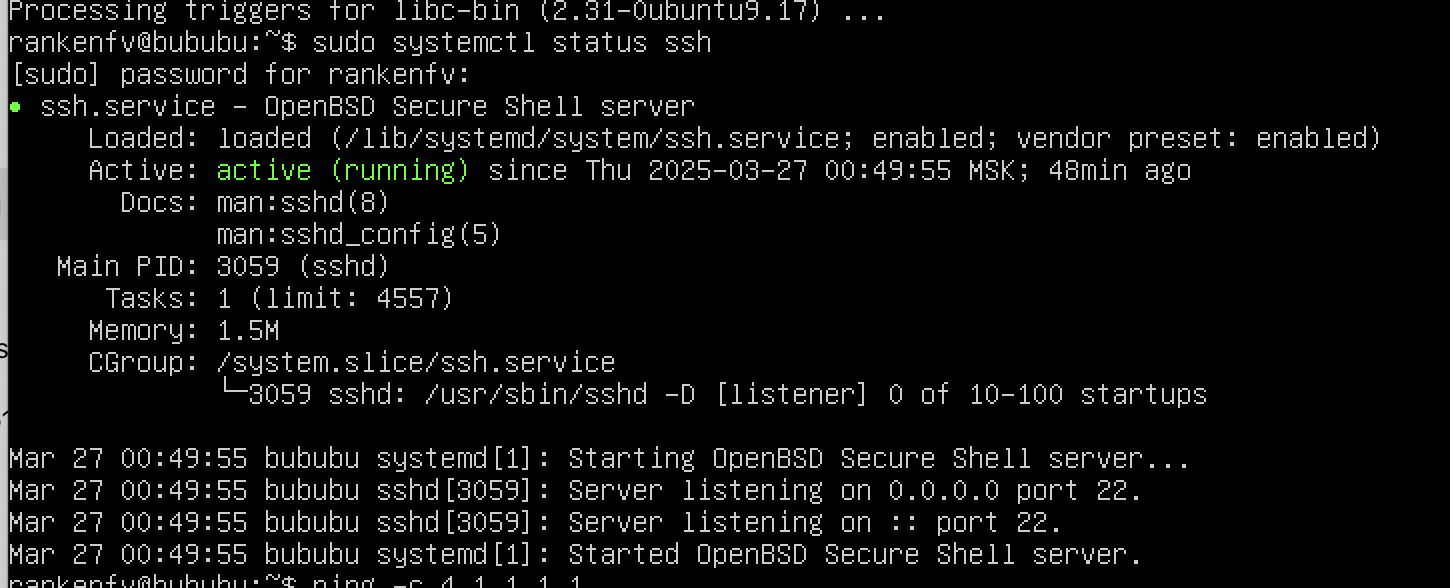 Processing triggers for libc-bin (2.31-0ubuntu9.17) ...
rankenfv@bububu:~$ sudo systemctl status ssh
[sudo] password for rankenfv:
● ssh.service - OpenBSD Secure Shell server
     Loaded: loaded (/lib/systemd/system/ssh.service; enabled; vendor preset: enabled)
     Active: active (running) since Thu 2025-03-27 00:49:55 MSK; 48min ago
       Docs: man:sshd(8)
             man:sshd_config(5)
   Main PID: 3059 (sshd)
      Tasks: 1 (limit: 4557)
     Memory: 1.5M
     CGroup: /system.slice/ssh.service
             └─3059 sshd: /usr/sbin/sshd -D [listener] 0 of 10-100 startups

Mar 27 00:49:55 bububu systemd[1]: Starting OpenBSD Secure Shell server...
Mar 27 00:49:55 bububu sshd[3059]: Server listening on 0.0.0.0 port 22.
Mar 27 00:49:55 bububu sshd[3059]: Server listening on :: port 22.
Mar 27 00:49:55 bububu systemd[1]: Started OpenBSD Secure Shell server.
rankenfv@bububu:~$ ping -c 4 1.1.1.1